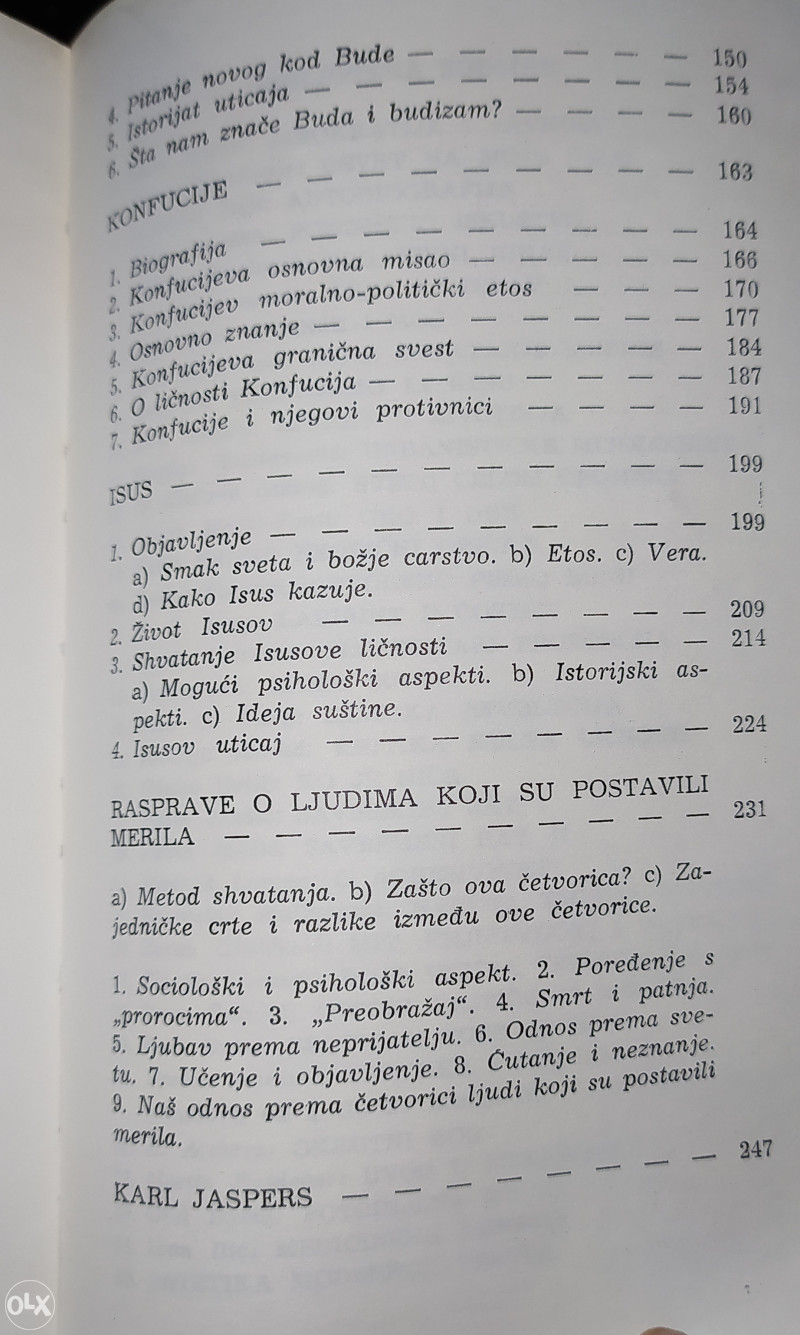 4. Pitanje novog kod Bude — — — — — — 150
5. Istorijat uticaja — — — — — — — — 154
6. Šta nam znače Buda i budizam? — — — — 160
KONFUCIJE — — — — — — — — — 163
1. Biografija — — — — — — — — — 164
2. Konfucijeva osnovna misao — — — — — 166
3. Konfucijev moralno-politički etos — — — 170
4. Osnovno znanje — — — — — — — — 177
5. Konfucijeva granična svest — — — — — 184
6. O ličnosti Konfucija — — — — — — — 187
7. Konfucije i njegovi protivnici — — — — 191
ISUS — — — — — — — — — — — 199
1. Objavljenje — — — — — — — — — 199
a) Smak sveta i božje carstvo. b) Etos. c) Vera.
d) Kako Isus kazuje.
2. Život Isusov — — — — — — — — 209
3. Shvatanje Isusove ličnosti — — — — — 214
a) Mogući psihološki aspekti. b) Istorijski as-
pekti. c) Ideja suštine.
4. Isusov uticaj — — — — — — — — 224
RASPRAVE O LJUDIMA KOJI SU POSTAVILI
MERILA — — — — — — — — — — 231
a) Metod shvatanja. b) Zašto ova četvorica? c) Za-
jedničke crte i razlike između ove četvorice.
1. Sociološki i psihološki aspekt. 2. Poređenje s
„prorocima“. 3. „Preobražaj“. 4. Smrt i patnja.
5. Ljubav prema neprijatelju. 6. Odnos prema sve-
tu. 7. Učenje i objavljenje. 8. Ćutanje i neznanje.
9. Naš odnos prema četvorici ljudi koji su postavili
merila.
KARL JASPERS — — — — — — — — 247
OLX